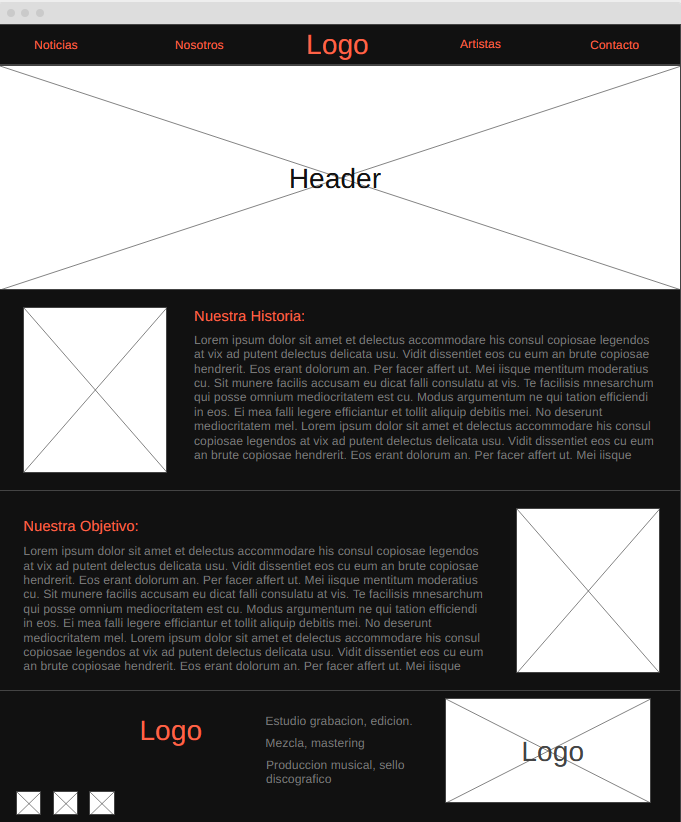 Noticias
Nosotros
Logo
Artistas
Contacto
Header
Nuestra Historia:
Lorem ipsum dolor sit amet et delectus accommodare his consul copiosae legendos
at vix ad putent delectus delicata usu. Vidit dissentiet eos cu eum an brute copiosae
hendrerit. Eos erant dolorum an. Per facer affert ut. Mei iisque mentitum moderatius
cu. Sit munere facilis accusam eu dicat falli consulatu at vis. Te facilisis mnesarchum
qui posse omnium mediocritatem est cu. Modus argumentum ne qui tation efficiendi
in eos. Ei mea falli legere efficiantur et tollit aliquip debitis mei. No deserunt
mediocritatem mel. Lorem ipsum dolor sit amet et delectus accommodare his consul
copiosae legendos at vix ad putent delectus delicata usu. Vidit dissentiet eos cu eum
an brute copiosae hendrerit. Eos erant dolorum an. Per facer affert ut. Mei iisque
Nuestra Objetivo:
Lorem ipsum dolor sit amet et delectus accommodare his consul copiosae legendos
at vix ad putent delectus delicata usu. Vidit dissentiet eos cu eum an brute copiosae
hendrerit. Eos erant dolorum an. Per facer affert ut. Mei iisque mentitum moderatius
cu. Sit munere facilis accusam eu dicat falli consulatu at vis. Te facilisis mnesarchum
qui posse omnium mediocritatem est cu. Modus argumentum ne qui tation efficiendi
in eos. Ei mea falli legere efficiantur et tollit aliquip debitis mei. No deserunt
mediocritatem mel. Lorem ipsum dolor sit amet et delectus accommodare his consul
copiosae legendos at vix ad putent delectus delicata usu. Vidit dissentiet eos cu eum
an brute copiosae hendrerit. Eos erant dolorum an. Per facer affert ut. Mei iisque
Logo
Estudio grabacion, edicion.
Mezcla, mastering
Produccion musical, sello
discografico
Logo